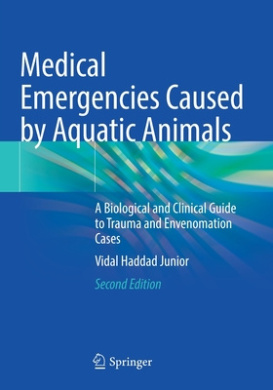 Medical
Emergencies Caused
by Aquatic Animals
A Biological and Clinical Guide
to Trauma and Envenomation
Cases
Vidal Haddad Junior
Second Edition
Springer